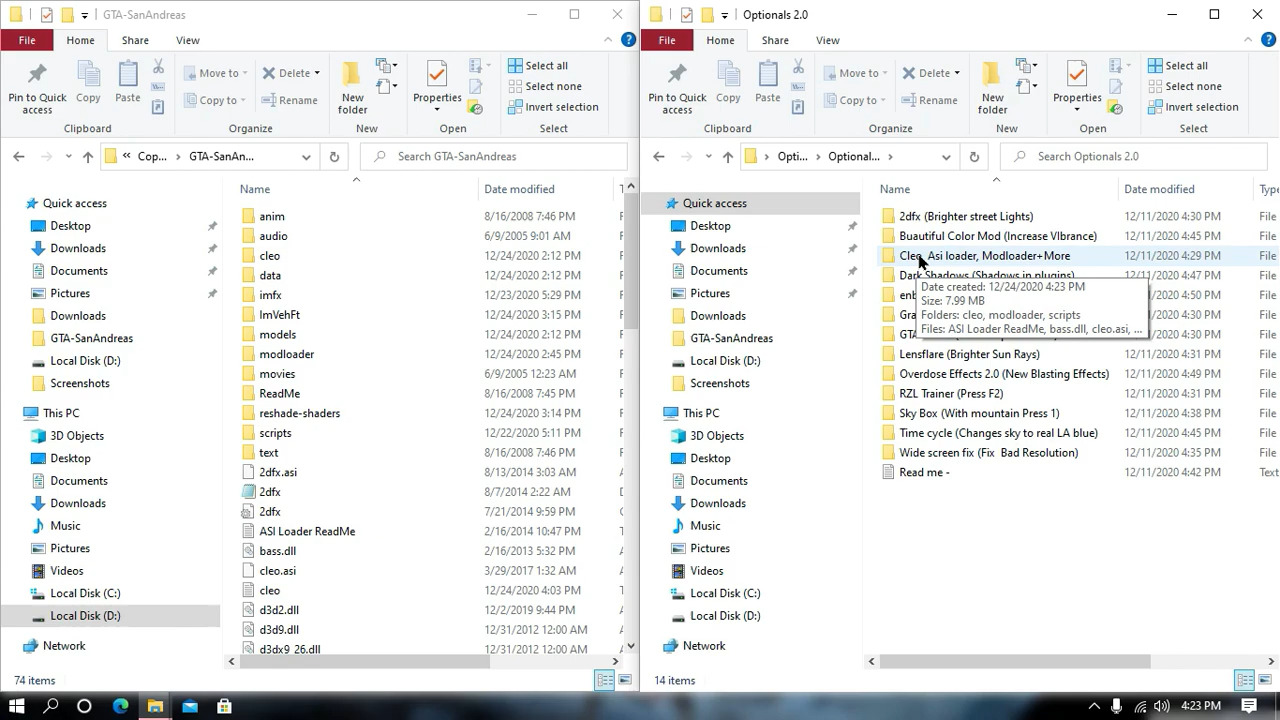 GTA-SanAndreas
File
Home
Share
View
Pin to Quick access
Copy
Paste
Move to
Copy to
Delete
Rename
New folder
Properties
Open
Select all
Select none
Invert selection
Clipboard
Organize
New
Open
Select
« Cop... › GTA-SanAn...
Search GTA-SanAndreas
Quick access
Desktop
Downloads
Documents
Pictures
Downloads
GTA-SanAndreas
Local Disk (D:)
Screenshots
This PC
3D Objects
Desktop
Documents
Downloads
Music
Pictures
Videos
Local Disk (C:)
Local Disk (D:)
Network
Name Date modified
anim 8/16/2008 7:46 PM F
audio 6/9/2005 9:01 AM F
cleo 12/24/2020 2:12 PM F
data 12/24/2020 2:12 PM F
imfx 12/24/2020 2:12 PM F
ImVehFt 12/24/2020 2:12 PM F
models 12/24/2020 2:12 PM F
modloader 12/24/2020 2:45 PM F
movies 6/9/2005 12:23 AM F
ReadMe 8/16/2008 7:45 PM F
reshade-shaders 12/24/2020 3:14 PM F
scripts 12/22/2020 5:11 PM F
text 8/16/2008 7:46 PM F
2dfx.asi 8/13/2014 3:03 AM
2dfx 8/7/2014 2:22 AM
2dfx 7/21/2014 9:59 PM
ASI Loader ReadMe 2/16/2014 10:47 PM
bass.dll 2/16/2013 5:32 PM
cleo.asi 3/29/2017 1:32 AM
cleo 12/24/2020 4:03 PM
d3d2.dll 12/2/2019 9:44 PM
d3d9.dll 12/31/2012 12:00 AM
d3dx9_26.dll 12/31/2012 12:00 AM
74 items
Optionals 2.0
File
Home
Share
View
Pin to Quick access
Copy
Paste
Move to
Copy to
Delete
Rename
New folder
Properties
Select all
Select none
Invert selection
Clipboard
Organize
New
Open
Select
Opti... › Optional... ›
Search Optionals 2.0
Quick access
Desktop
Downloads
Documents
Pictures
Downloads
GTA-SanAndreas
Local Disk (D:)
Screenshots
This PC
3D Objects
Desktop
Documents
Downloads
Music
Pictures
Videos
Local Disk (C:)
Local Disk (D:)
Network
Name Date modified Type
2dfx (Brighter street Lights) 12/11/2020 4:30 PM File
Buautiful Color Mod (Increase VIbrance) 12/11/2020 4:45 PM File
Cleo, Asi loader, Modloader+More 12/11/2020 4:29 PM File
Dark Shadows (Shadows in plugins) 12/11/2020 4:47 PM File
enb 4:50 PM File
Gra 4:31 PM File
GTA 4:31 PM File
Date created: 12/24/2020 4:23 PM
Size: 7.99 MB
Folders: cleo, modloader, scripts
Files: ASI Loader ReadMe, bass.dll, cleo.asi, ...
Lensflare (Brighter Sun Rays) 12/11/2020 4:31 PM File
Overdose Effects 2.0 (New Blasting Effects) 12/11/2020 4:49 PM File
RZL Trainer (Press F2) 12/11/2020 4:31 PM File
Sky Box (With mountain Press 1) 12/11/2020 4:38 PM File
Time cycle (Changes sky to real LA blue) 12/11/2020 4:45 PM File
Wide screen fix (Fix Bad Resolution) 12/11/2020 4:35 PM File
Read me - 12/11/2020 4:42 PM Text
14 items
4:23 PM